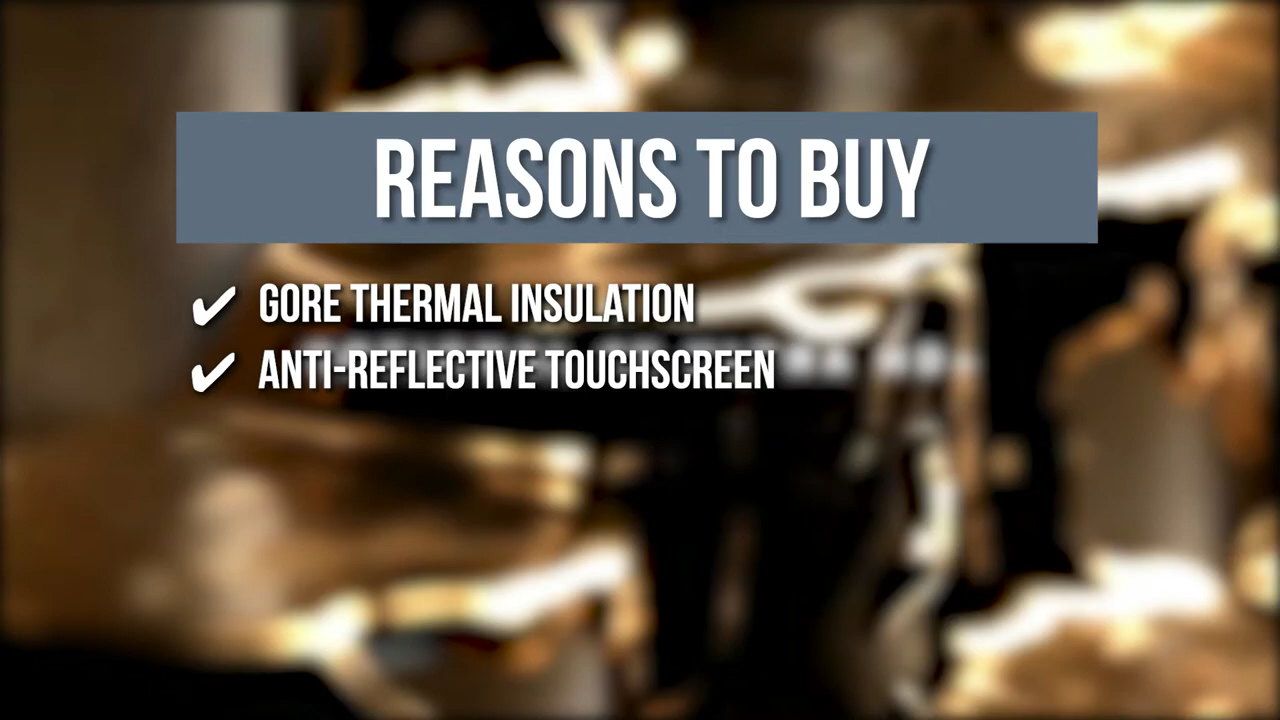 REASONS TO BUY
✔ GORE THERMAL INSULATION
✔ ANTI-REFLECTIVE TOUCHSCREEN